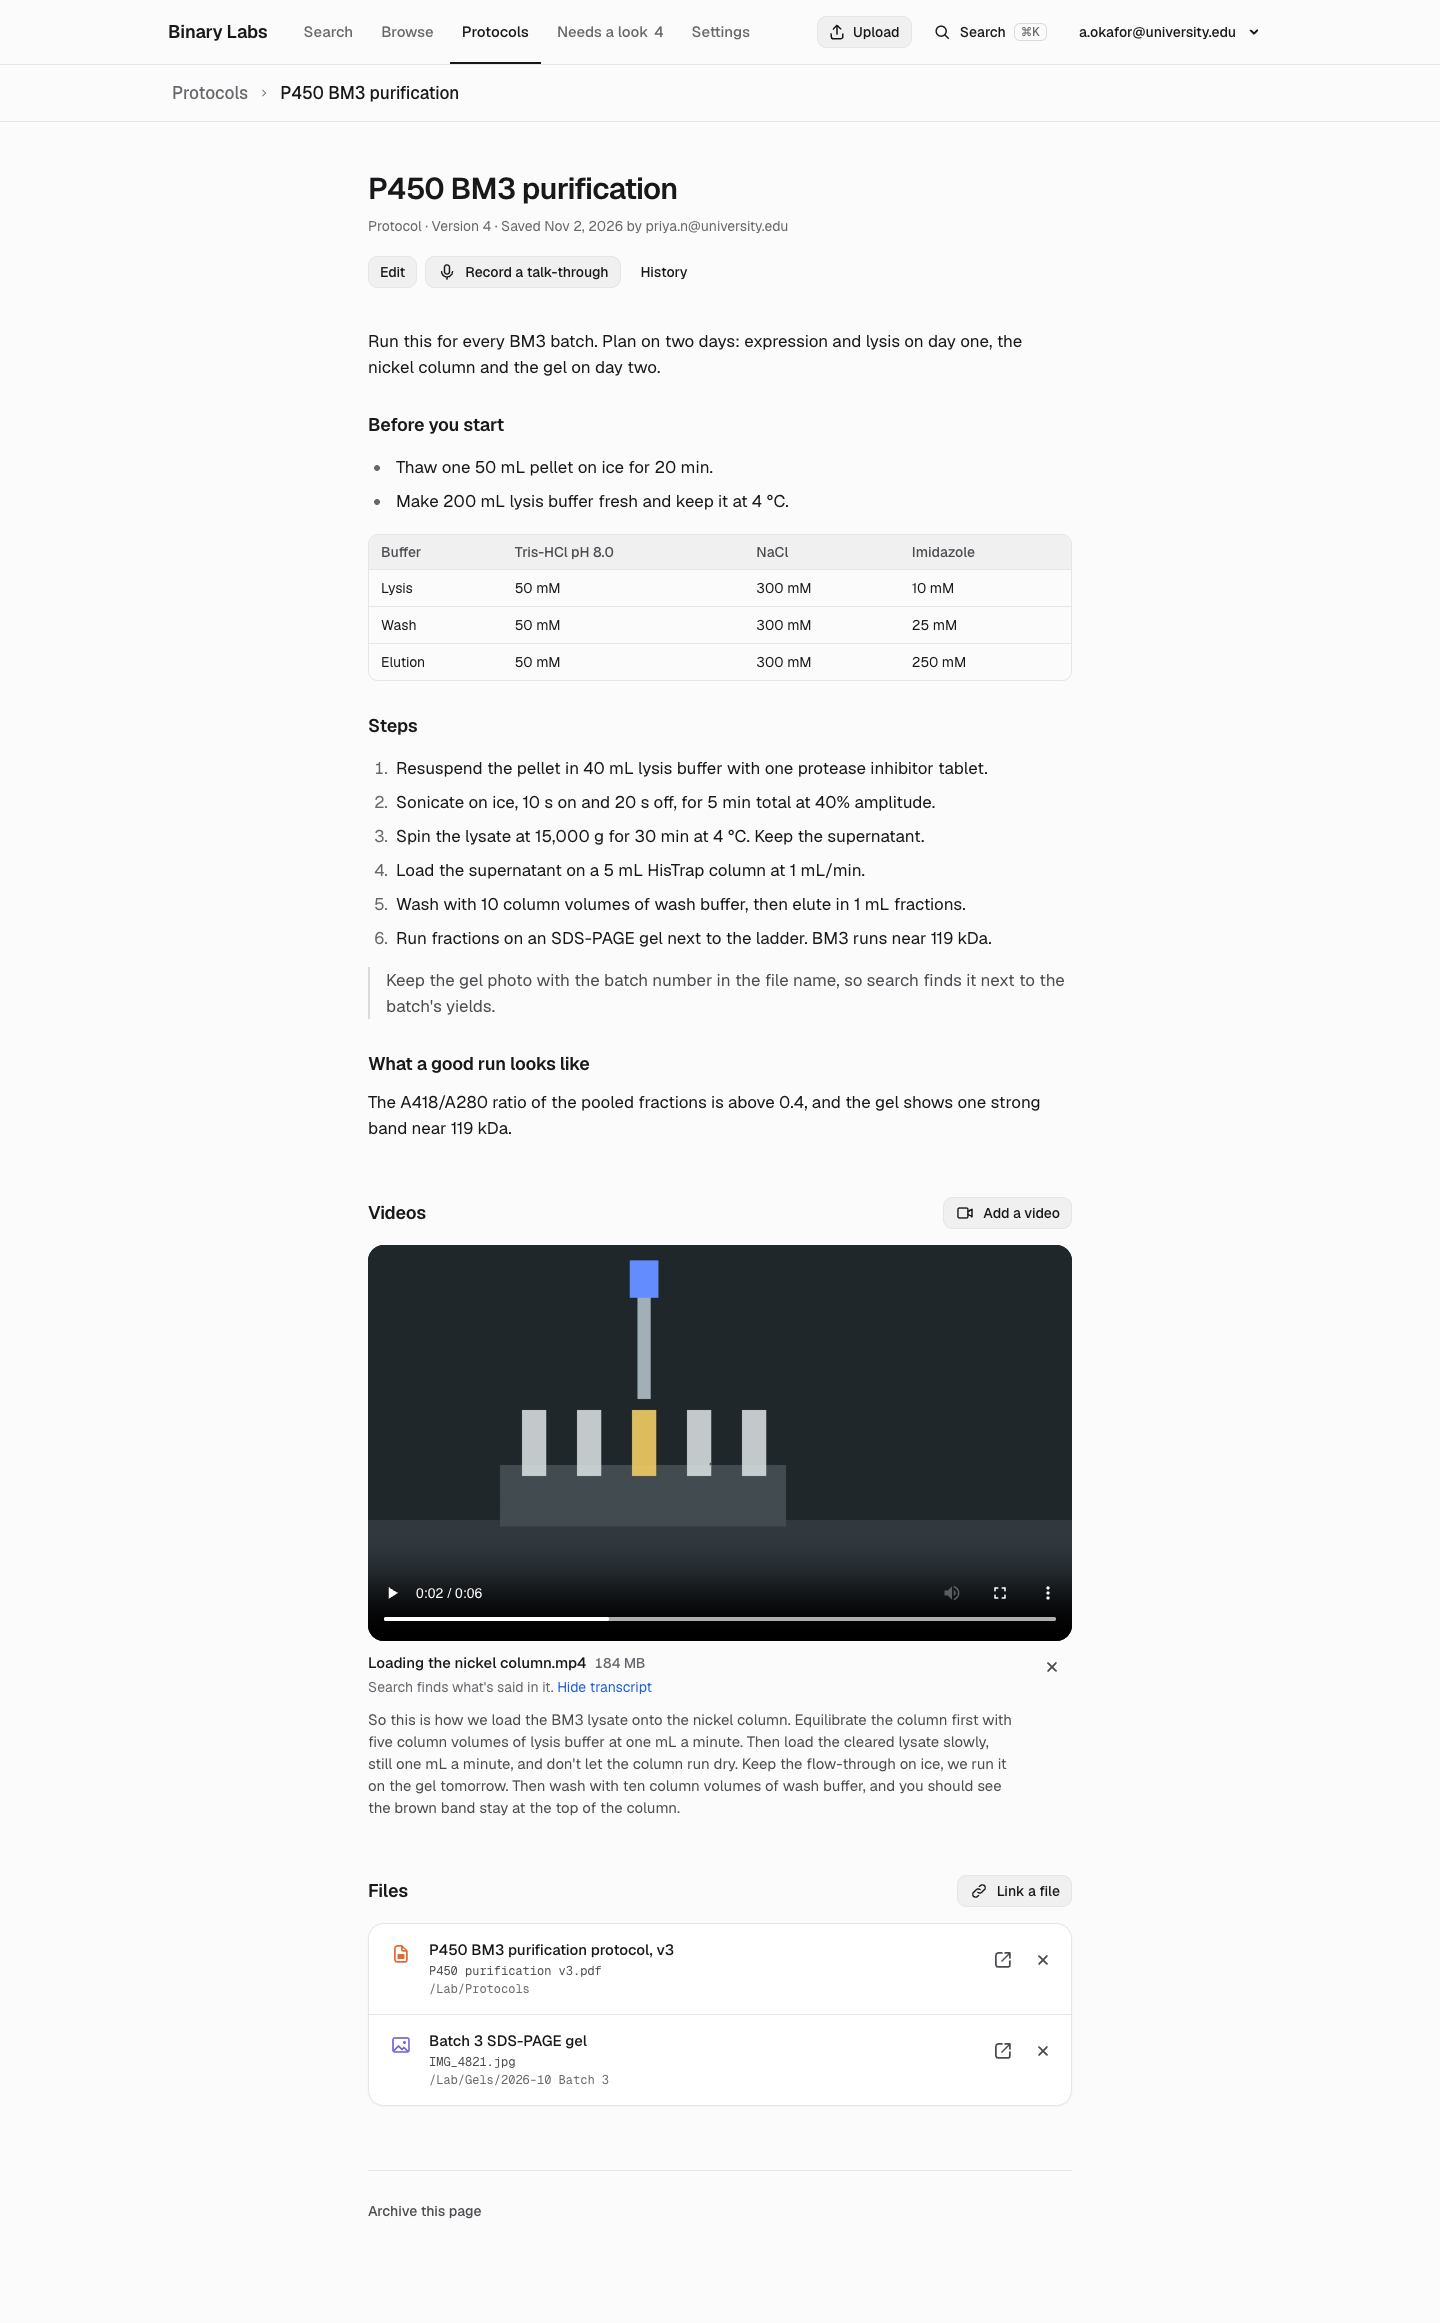 Binary Labs Search Browse Protocols Needs a look 4 Settings Upload Search ⌘K a.okafor@university.edu
Protocols › P450 BM3 purification
P450 BM3 purification
Protocol · Version 4 · Saved Nov 2, 2026 by priya.n@university.edu
Edit Record a talk-through History
Run this for every BM3 batch. Plan on two days: expression and lysis on day one, the
nickel column and the gel on day two.
Before you start
• Thaw one 50 mL pellet on ice for 20 min.
• Make 200 mL lysis buffer fresh and keep it at 4 °C.
Buffer Tris-HCl pH 8.0 NaCl Imidazole
Lysis 50 mM 300 mM 10 mM
Wash 50 mM 300 mM 25 mM
Elution 50 mM 300 mM 250 mM
Steps
1. Resuspend the pellet in 40 mL lysis buffer with one protease inhibitor tablet.
2. Sonicate on ice, 10 s on and 20 s off, for 5 min total at 40% amplitude.
3. Spin the lysate at 15,000 g for 30 min at 4 °C. Keep the supernatant.
4. Load the supernatant on a 5 mL HisTrap column at 1 mL/min.
5. Wash with 10 column volumes of wash buffer, then elute in 1 mL fractions.
6. Run fractions on an SDS-PAGE gel next to the ladder. BM3 runs near 119 kDa.
Keep the gel photo with the batch number in the file name, so search finds it next to the
batch's yields.
What a good run looks like
The A418/A280 ratio of the pooled fractions is above 0.4, and the gel shows one strong
band near 119 kDa.
Videos Add a video
0:02 / 0:06
Loading the nickel column.mp4 184 MB
Search finds what's said in it. Hide transcript
So this is how we load the BM3 lysate onto the nickel column. Equilibrate the column first with
five column volumes of lysis buffer at one mL a minute. Then load the cleared lysate slowly,
still one mL a minute, and don't let the column run dry. Keep the flow-through on ice, we run it
on the gel tomorrow. Then wash with ten column volumes of wash buffer, and you should see
the brown band stay at the top of the column.
Files Link a file
P450 BM3 purification protocol, v3
P450 purification v3.pdf
/Lab/Protocols
Batch 3 SDS-PAGE gel
IMG_4821.jpg
/Lab/Gels/2026-10 Batch 3
Archive this page